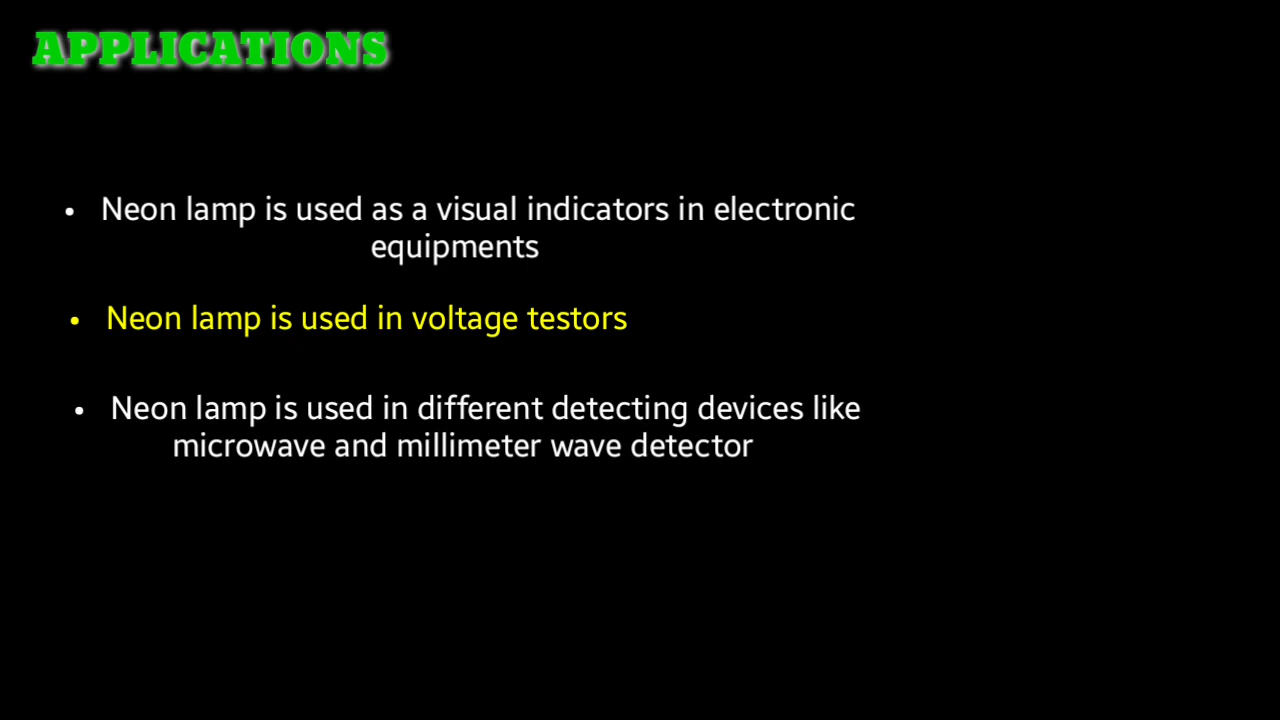 APPLICATIONS
• Neon lamp is used as a visual indicators in electronic
equipments
• Neon lamp is used in voltage testors
• Neon lamp is used in different detecting devices like
microwave and millimeter wave detector